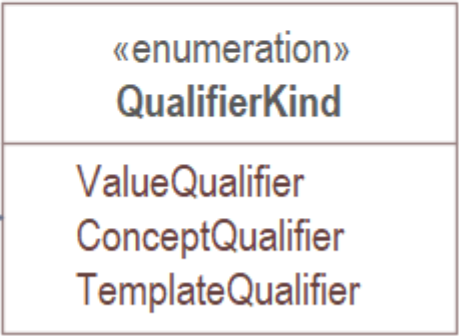 «enumeration»
QualifierKind
ValueQualifier
ConceptQualifier
TemplateQualifier